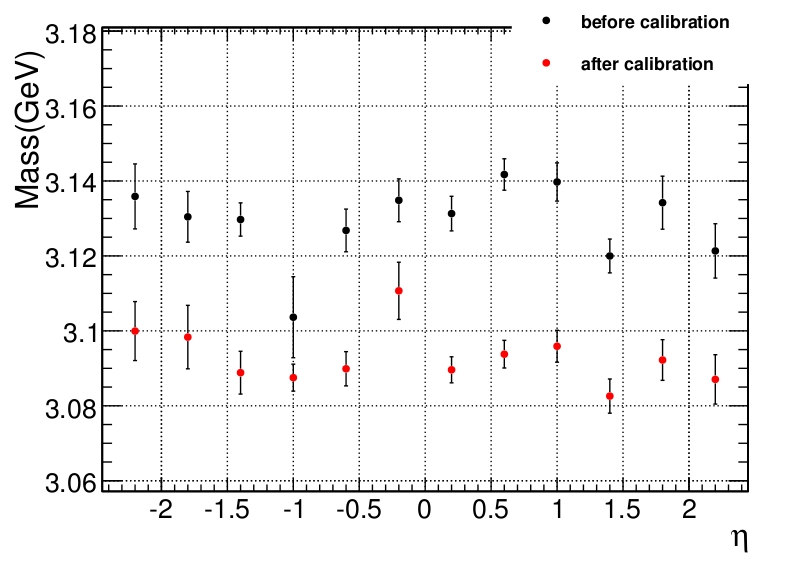 before calibration
after calibration
Mass(GeV)
3.18
3.16
3.14
3.12
3.1
3.08
3.06
-2 -1.5 -1 -0.5 0 0.5 1 1.5 2
η